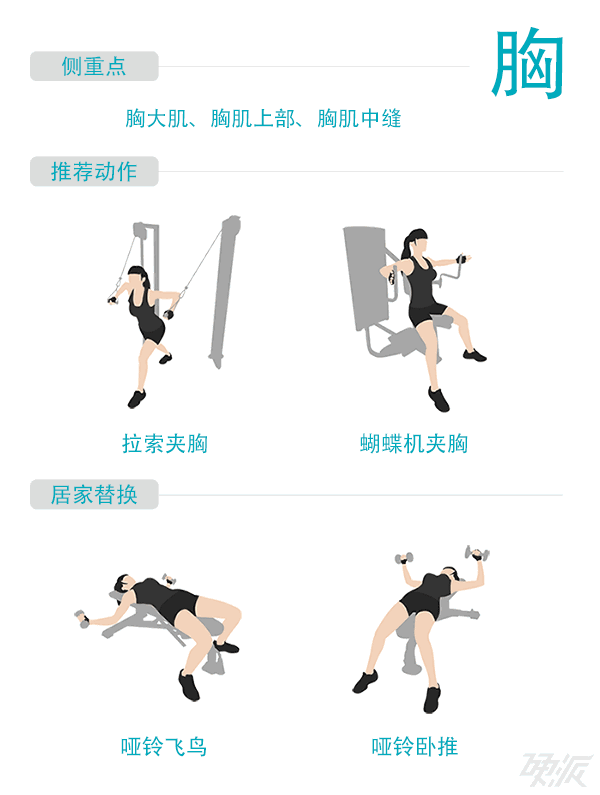 胸
侧重点
胸大肌、胸肌上部、胸肌中缝
推荐动作
拉索夹胸
蝴蝶机夹胸
居家替换
哑铃飞鸟
哑铃卧推
硬派